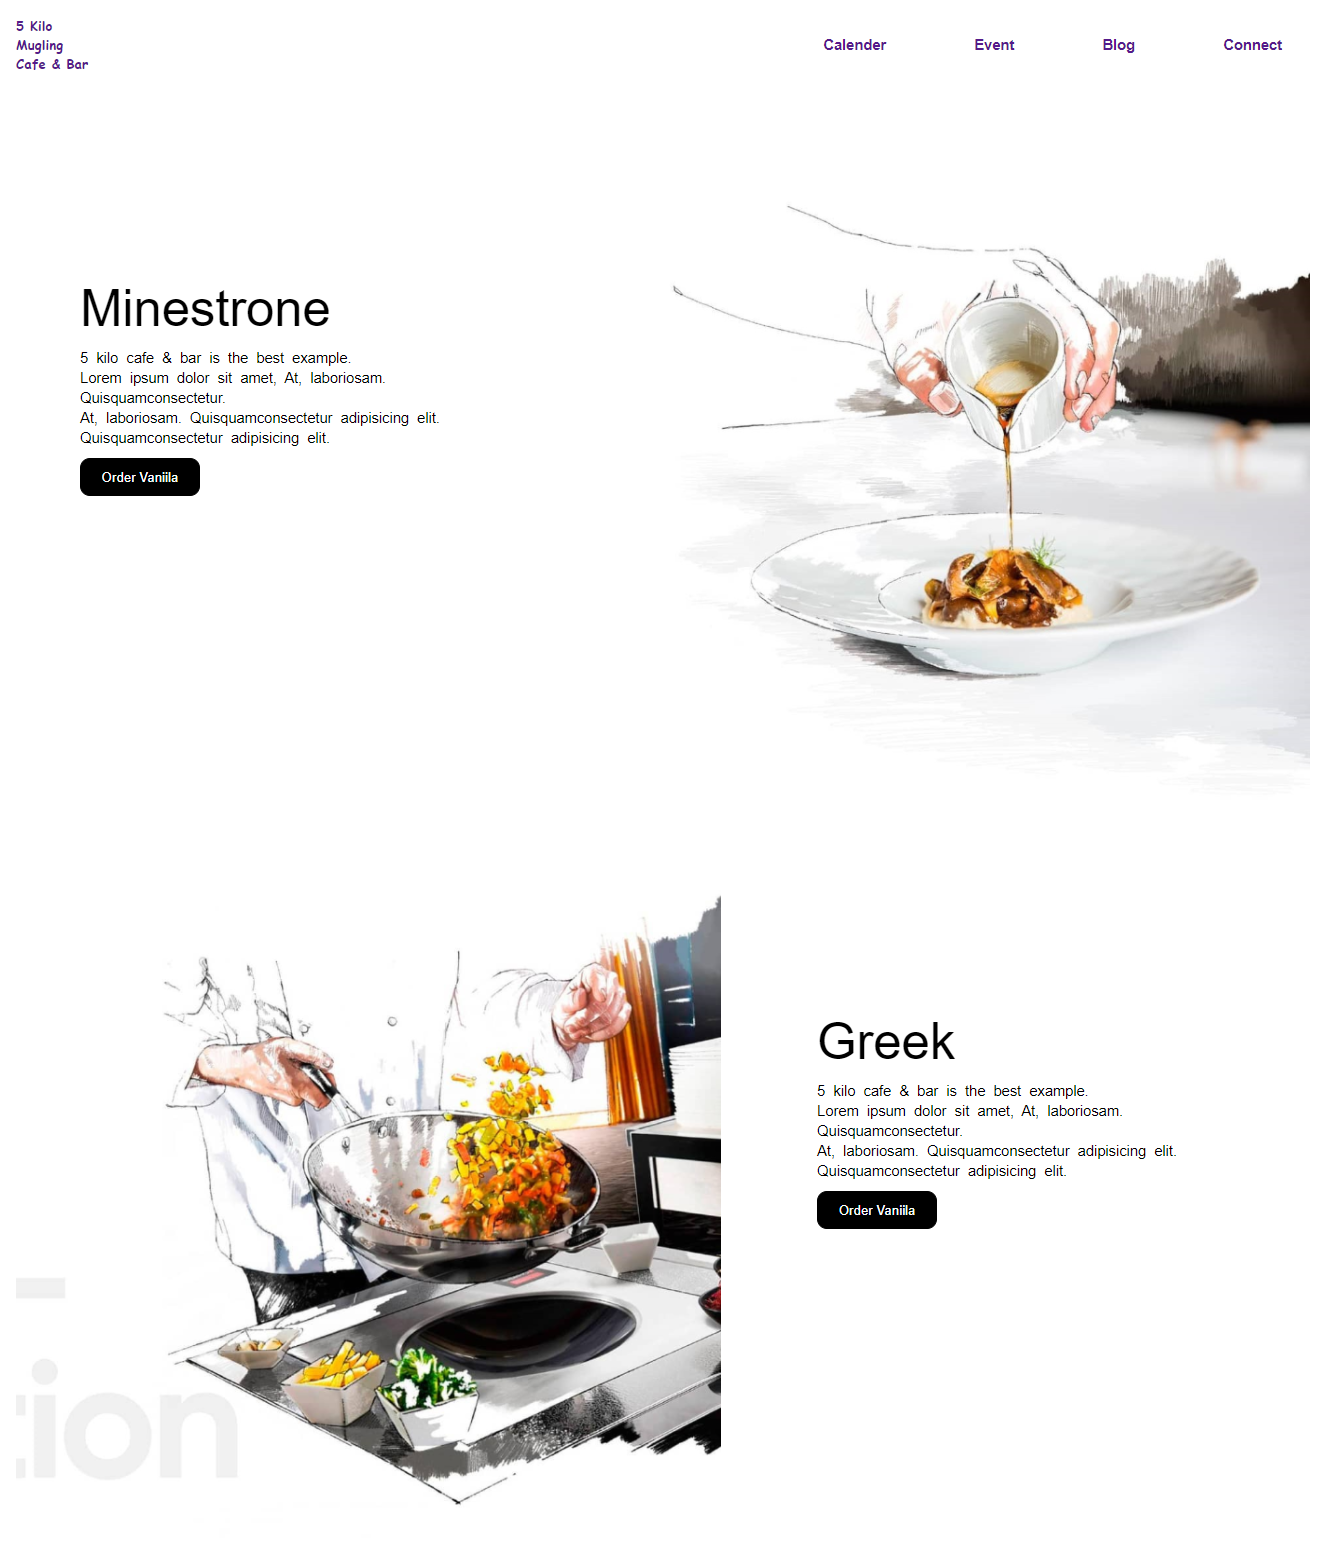 5 Kilo
Mugling
Cafe & Bar
Calender Event Blog Connect
Minestrone
5 kilo cafe & bar is the best example.
Lorem ipsum dolor sit amet, At, laboriosam.
Quisquamconsectetur.
At, laboriosam. Quisquamconsectetur adipisicing elit.
Quisquamconsectetur adipisicing elit.
Order Vaniila
Greek
5 kilo cafe & bar is the best example.
Lorem ipsum dolor sit amet, At, laboriosam.
Quisquamconsectetur.
At, laboriosam. Quisquamconsectetur adipisicing elit.
Quisquamconsectetur adipisicing elit.
Order Vaniila